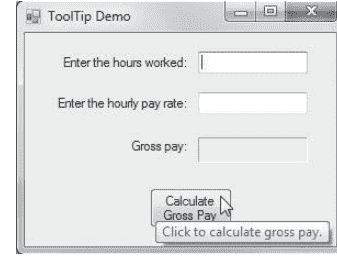 ToolTip Demo
Enter the hours worked:
Enter the hourly pay rate:
Gross pay:
Calculate
Gross Pay
Click to calculate gross pay.